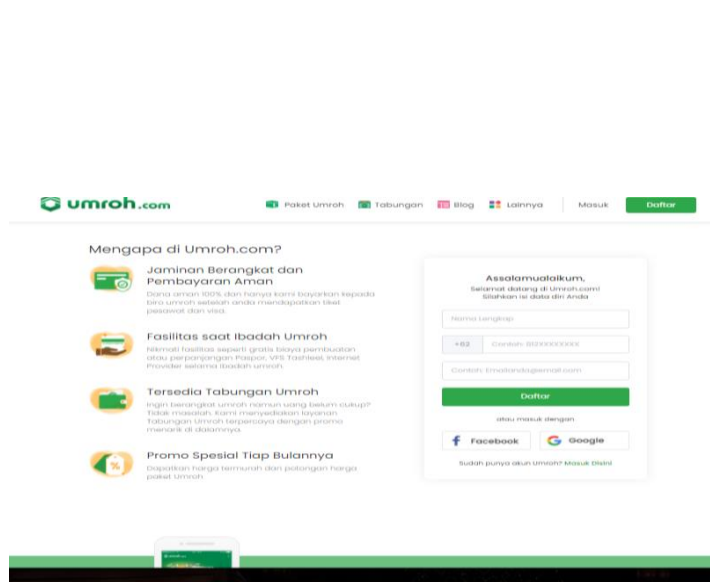 umroh.com
Paket Umroh
Tabungan
Blog
Lainnya
Masuk
Daftar
Mengapa di Umroh.com?
Jaminan Berangkat dan
Pembayaran Aman
Dana aman 100% dan hanya kami bayarkan kepada
biro umroh setelah anda mendapatkan tiket
pesawat dan visa.
Fasilitas saat Ibadah Umroh
Nikmati fasilitas seperti gratis biaya pembuatan
atau perpanjangan Paspor, VFS Tasheel, Internet
Provider selama ibadah umroh.
Tersedia Tabungan Umroh
Ingin berangkat umroh namun uang belum cukup?
Tidak masalah. Kami menyediakan layanan
Tabungan Umroh terpercaya dengan promo
menarik di dalamnya.
Promo Spesial Tiap Bulannya
Dapatkan harga termurah dan potongan harga
paket Umroh
Assalamualaikum,
Selamat datang di Umroh.com!
Silahkan isi data diri Anda
Nama Lengkap
+62
Contoh: 812XXXXXXXX
Contoh: Emailanda@email.com
Daftar
atau masuk dengan
Facebook
Google
Sudah punya akun Umroh? Masuk Disini